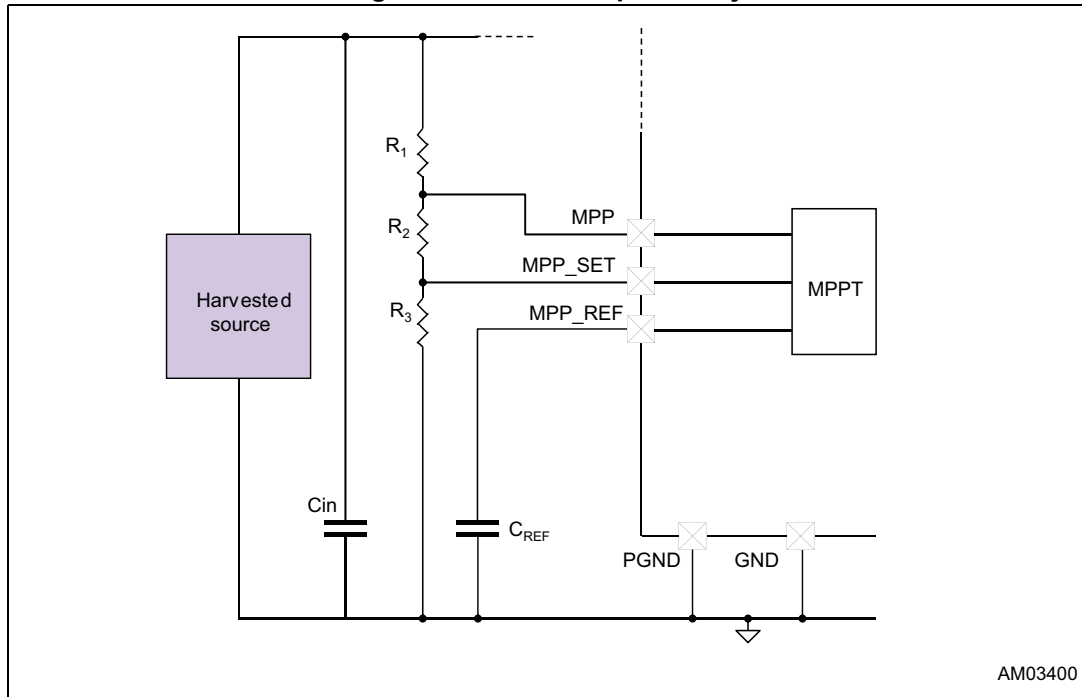 R1
MPP
R2
MPP_SET
Harvested
source
R3
MPP_REF
MPPT
Cin
CREF
PGND
GND
AM03400